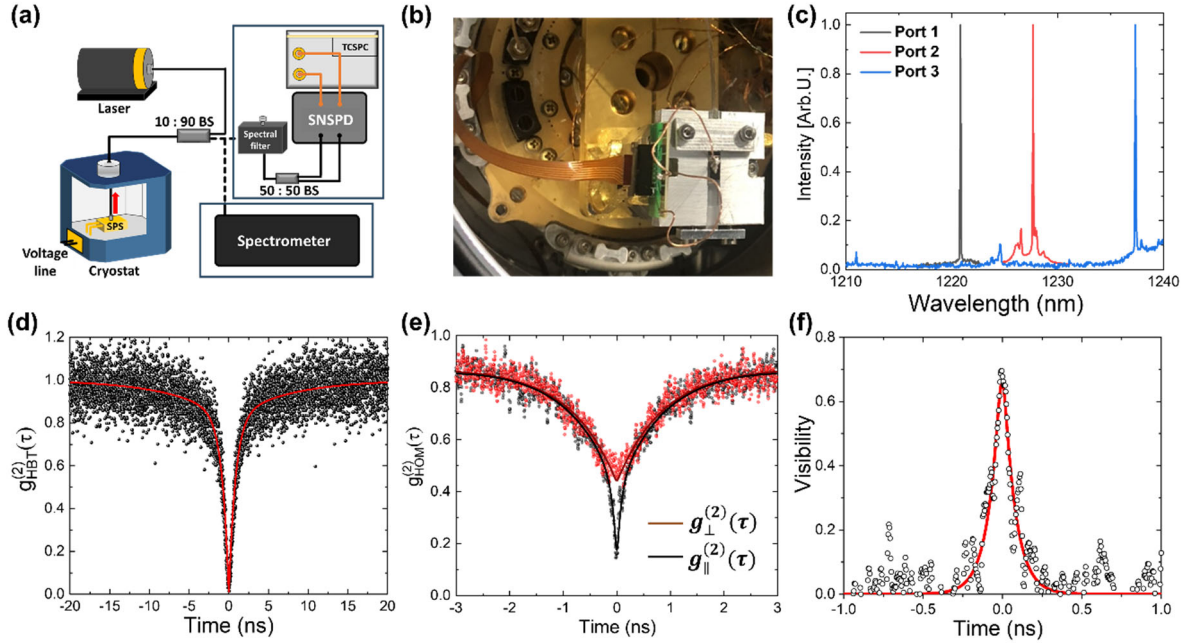 (a)
TCSPC
Laser
10 : 90 BS
Spectral
filter
SNSPD
50 : 50 BS
SPS
Voltage
line
Cryostat
Spectrometer
(b)
(c)
Intensity [Arb.U.]
1.0
0.8
0.6
0.4
0.2
0.0
Port 1
Port 2
Port 3
1210 1220 1230 1240
Wavelength (nm)
(d)
g(2)HBT(τ)
1.2
1.0
0.8
0.6
0.4
0.2
0.0
-20 -15 -10 -5 0 5 10 15 20
Time (ns)
(e)
g(2)HOM(τ)
1.0
0.8
0.6
0.4
0.2
0.0
g(2)⊥(τ)
g(2)∥(τ)
-3 -2 -1 0 1 2 3
Time (ns)
(f)
Visibility
0.8
0.6
0.4
0.2
0.0
-1.0 -0.5 0.0 0.5 1.0
Time (ns)